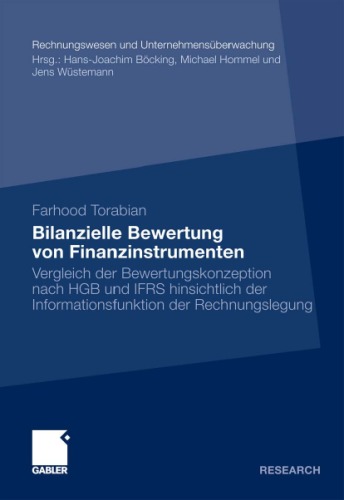 Rechnungswesen und Unternehmensüberwachung
Hrsg.: Hans-Joachim Böcking, Michael Hommel und
Jens Wüstemann
Farhood Torabian
Bilanzielle Bewertung
von Finanzinstrumenten
Vergleich der Bewertungskonzeption
nach HGB und IFRS hinsichtlich der
Informationsfunktion der Rechnungslegung
GABLER
RESEARCH